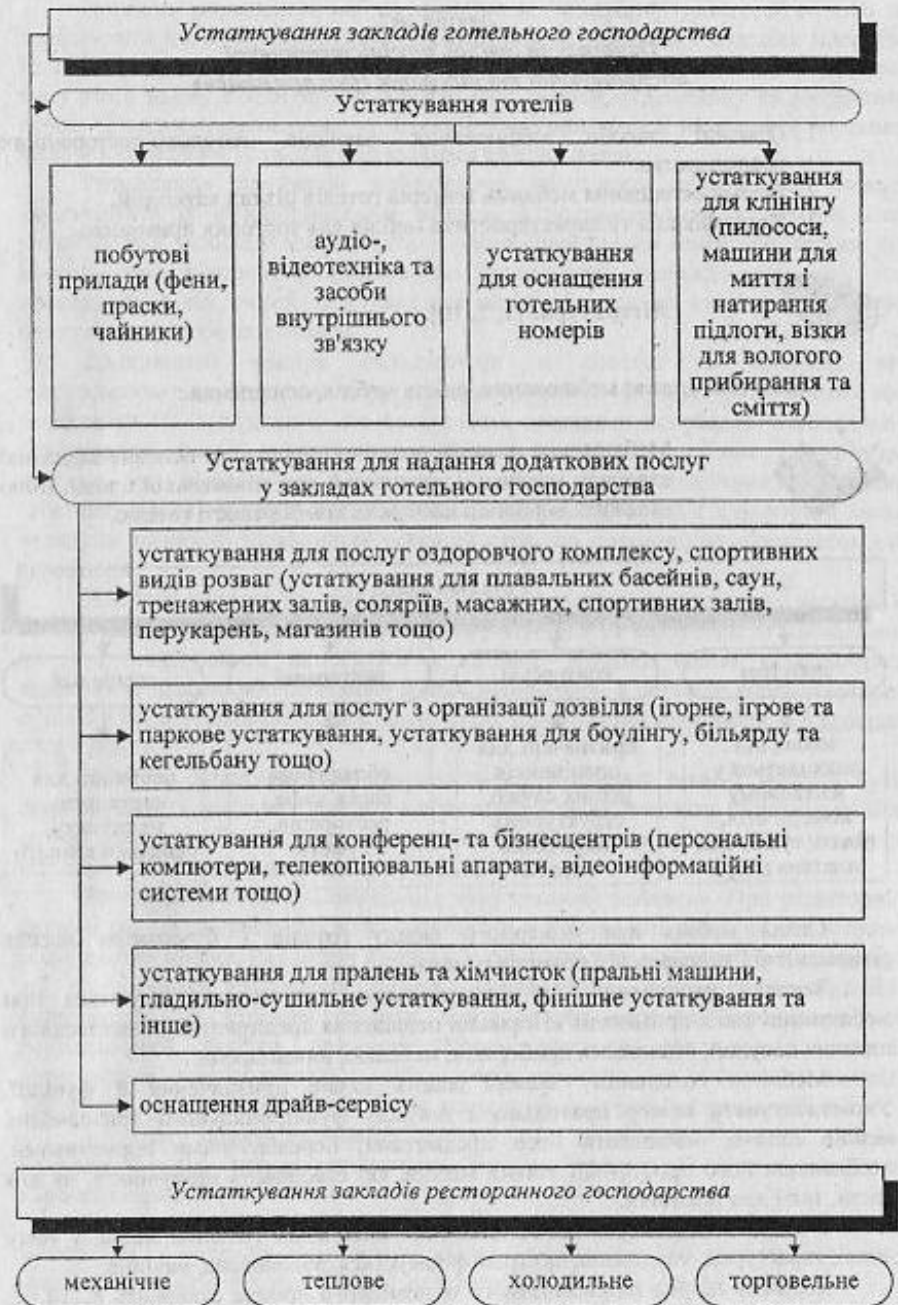 Устаткування закладів готельного господарства
Устаткування готелів
побутові
прилади (фени,
праски,
чайники)
аудіо-,
відеотехніка та
засоби
внутрішнього
зв'язку
устаткування
для оснащення
готельних
номерів
устаткування
для клінінгу
(пилососи,
машини для
миття і
натирання
підлоги, візки
для вологого
прибирання та
сміття)
Устаткування для надання додаткових послуг
у закладах готельного господарства
устаткування для послуг оздоровчого комплексу, спортивних
видів розваг (устаткування для плавальних басейнів, саун,
тренажерних залів, соляріїв, масажних, спортивних залів,
перукарень, магазинів тощо)
устаткування для послуг з організації дозвілля (ігорне, ігрове та
паркове устаткування, устаткування для боулінгу, більярду та
кегельбану тощо)
устаткування для конференц- та бізнесцентрів (персональні
компютери, телекопіювальні апарати, відеоінформаційні
системи тощо)
устаткування для пралень та хімчисток (пральні машини,
гладильно-сушильне устаткування, фінішне устаткування та
інше)
оснащення драйв-сервісу
Устаткування закладів ресторанного господарства
механічне
теплове
холодильне
торговельне